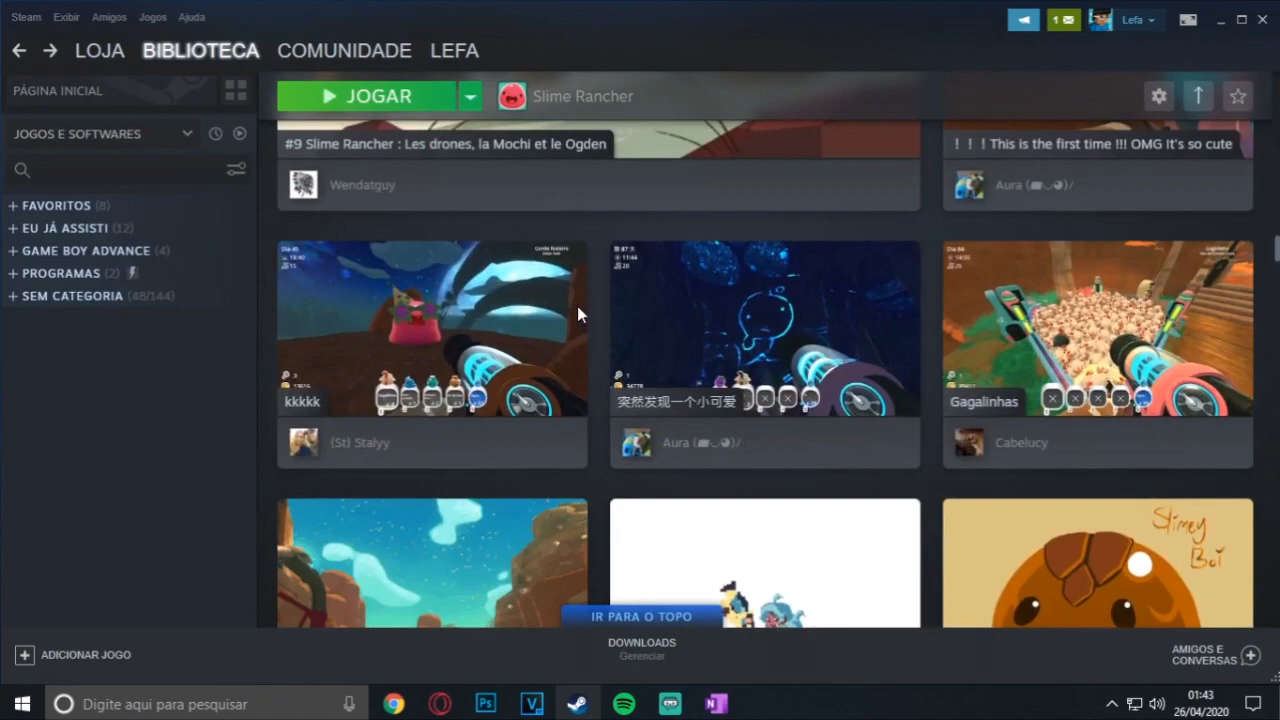 Steam Exibir Amigos Jogos Ajuda
1 Lefa
LOJA BIBLIOTECA COMUNIDADE LEFA
PÁGINA INICIAL
JOGAR Slime Rancher
JOGOS E SOFTWARES
+ FAVORITOS (8)
+ EU JÁ ASSISTI (12)
+ GAME BOY ADVANCE (4)
+ PROGRAMAS (2)
+ SEM CATEGORIA (48/144)
#9 Slime Rancher : Les drones, la Mochi et le Ogden
Wendatguy
！！！This is the first time !!! OMG It's so cute
Aura
kkkkk
(St) Stalyy
突然发现一个小可爱
Aura
Dia 84
Gagalinhas
Cabelucy
Slimey
Boi
IR PARA O TOPO
ADICIONAR JOGO
DOWNLOADS
Gerenciar
AMIGOS E
CONVERSAS
Digite aqui para pesquisar
Ps
V
N
01:43
26/04/2020